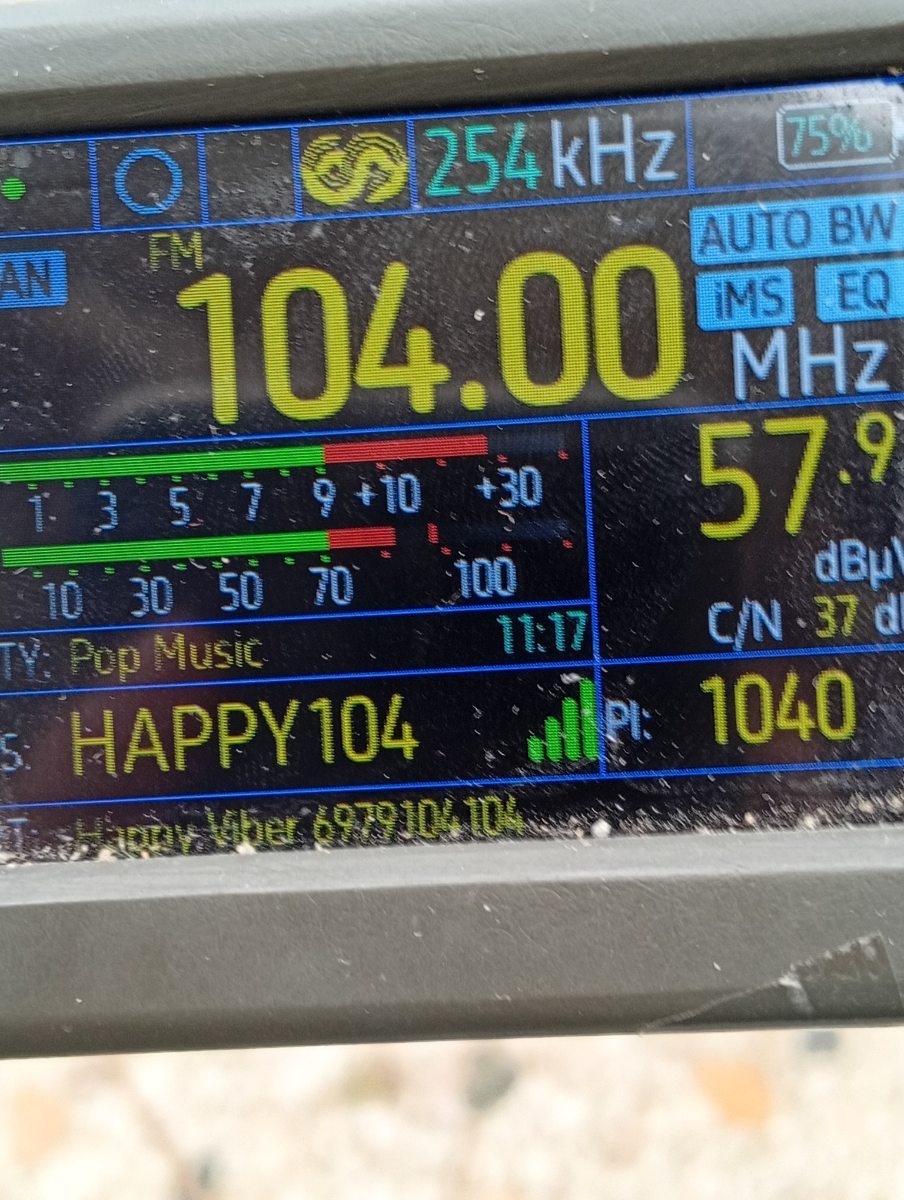 254 kHz 75%
AUTO BW
AN FM 104.00 iMS EQ
MHz
1 3 5 7 9 +10 +30 57.9
10 30 50 70 100 dBµV
C/N 37 d
TY: Pop Music 11:17
S: HAPPY104 PI: 1040
T: Happy Viber 6979104104